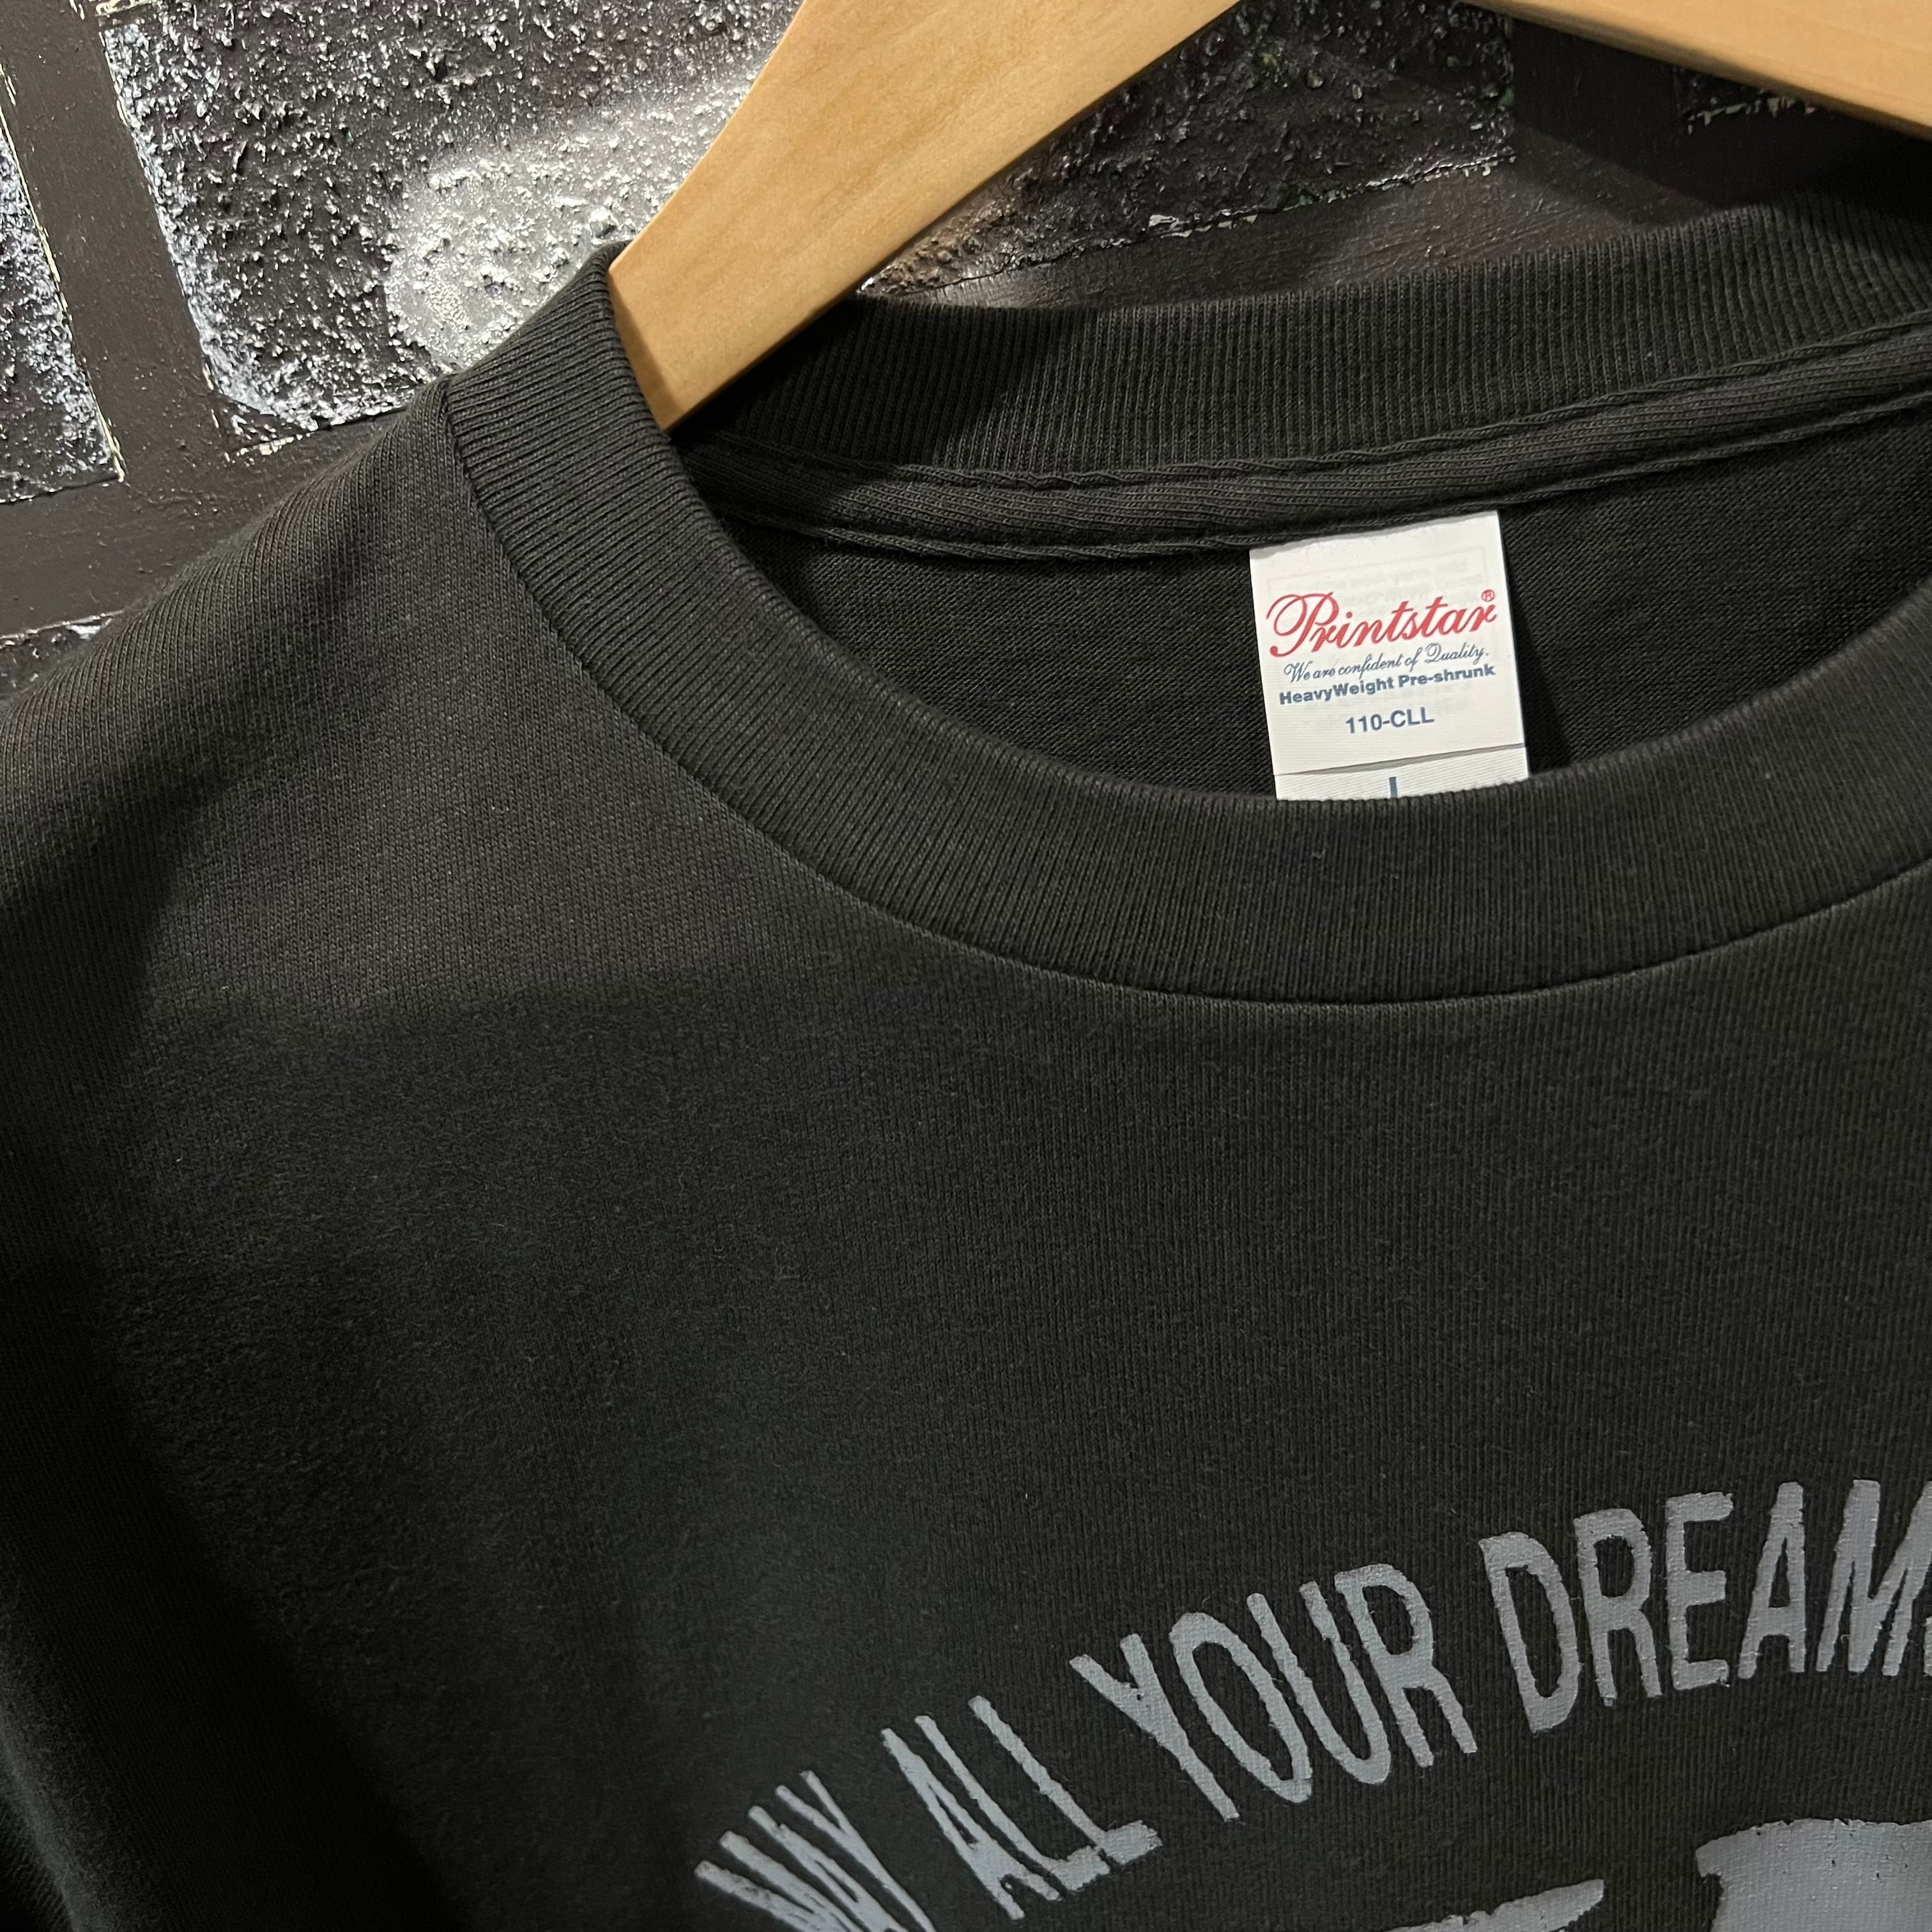 Printstar®
We are confident of Quality.
HeavyWeight Pre-shrunk
110-CLL
L
ALL YOUR DREAM